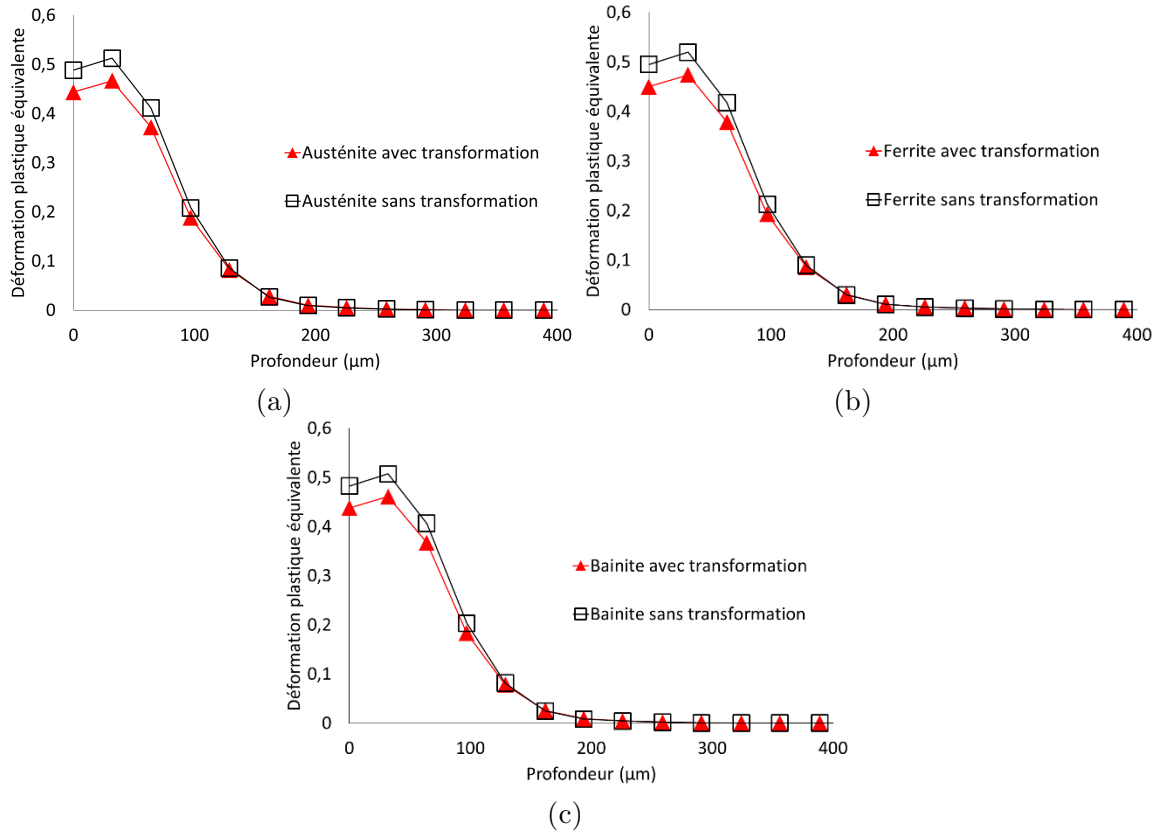 0,6
0,5
0,4
0,3
0,2
0,1
0
Déformation plastique équivalente
Austénite avec transformation
Austénite sans transformation
0 100 200 300 400
Profondeur (µm)
(a)
0,6
0,5
0,4
0,3
0,2
0,1
0
Déformation plastique équivalente
Ferrite avec transformation
Ferrite sans transformation
0 100 200 300 400
Profondeur (µm)
(b)
0,6
0,5
0,4
0,3
0,2
0,1
0
Déformation plastique équivalente
Bainite avec transformation
Bainite sans transformation
0 100 200 300 400
Profondeur (µm)
(c)